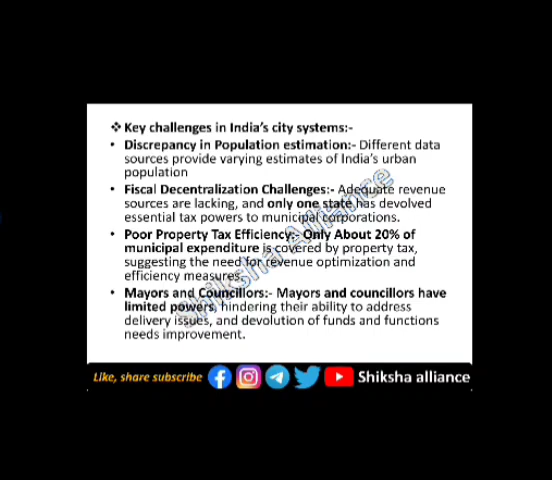 ❖ Key challenges in India's city systems:-
• Discrepancy in Population estimation:- Different data
sources provide varying estimates of India's urban
population
• Fiscal Decentralization Challenges:- Adequate revenue
sources are lacking, and only one state has devolved
essential tax powers to municipal corporations.
• Poor Property Tax Efficiency:- Only About 20% of
municipal expenditure is covered by property tax,
suggesting the need for revenue optimization and
efficiency measures.
• Mayors and Councillors:- Mayors and councillors have
limited powers, hindering their ability to address
delivery issues, and devolution of funds and functions
needs improvement.
Shiksha Alliance
Like, share subscribe Shiksha alliance